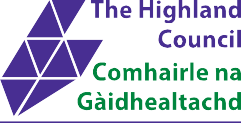 The Highland
Council
Comhairle na
Gàidhealtachd